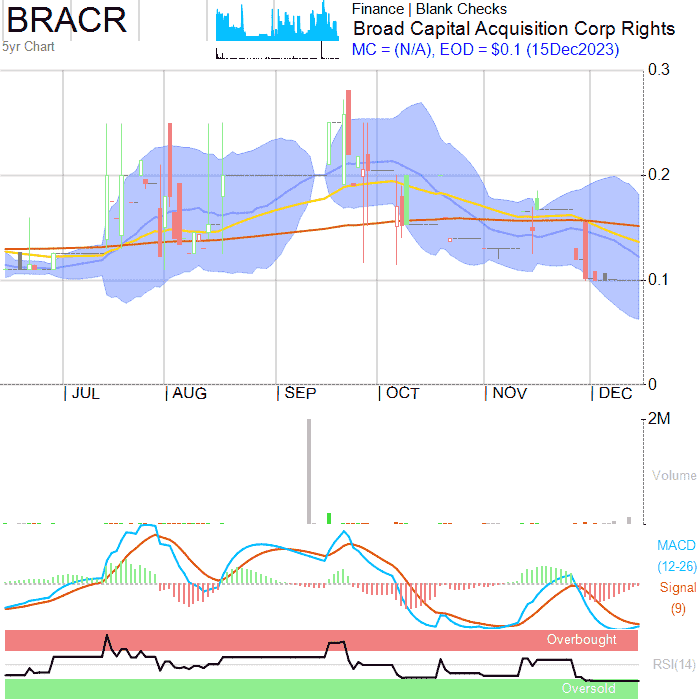 BRACR
5yr Chart
Finance | Blank Checks
Broad Capital Acquisition Corp Rights
MC = (N/A), EOD = $0.1 (15Dec2023)
0.3
0.2
0.1
0
JUL AUG SEP OCT NOV DEC
2M
Volume
MACD
(12-26)
Signal
(9)
Overbought
RSI(14)
Oversold